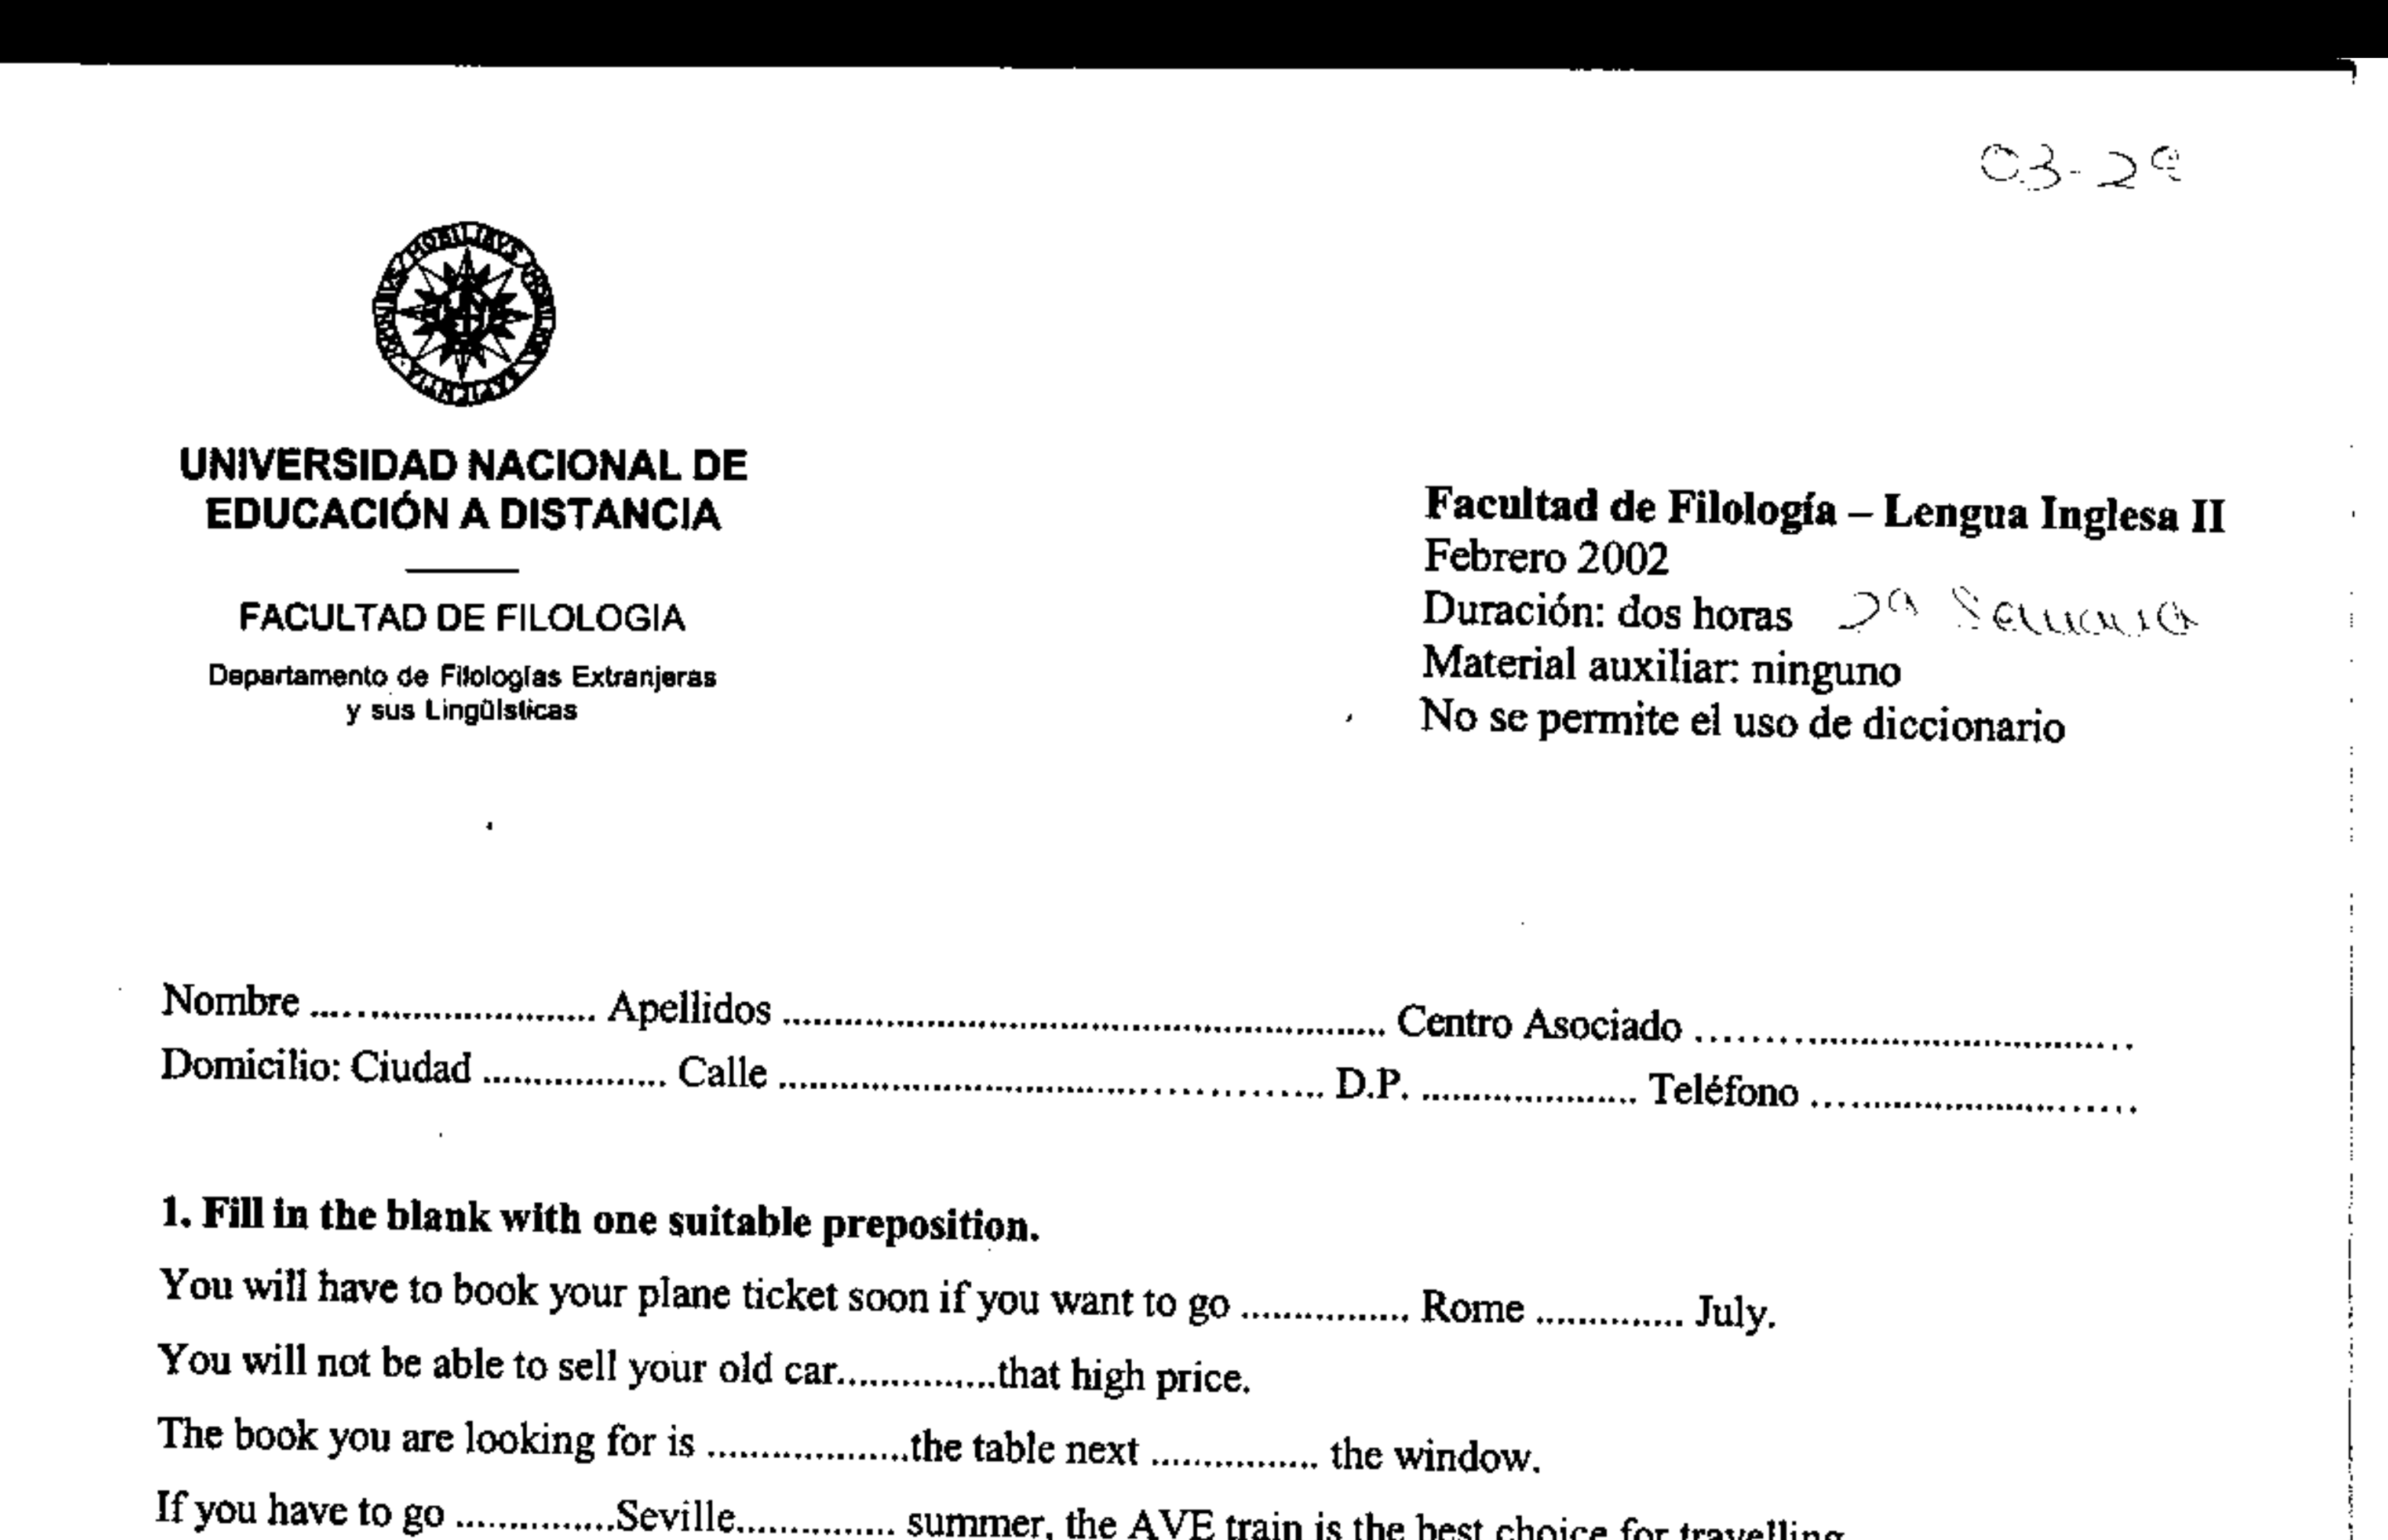 03-2ª
UNIVERSIDAD NACIONAL DE
EDUCACIÓN A DISTANCIA
FACULTAD DE FILOLOGIA
Departamento de Filologías Extranjeras
y sus Lingüísticas
Facultad de Filología – Lengua Inglesa II
Febrero 2002
Duración: dos horas 2ª Semana
Material auxiliar: ninguno
No se permite el uso de diccionario
Nombre ............................ Apellidos ............................................................ Centro Asociado ............................................
Domicilio: Ciudad .................. Calle ...................................................... D.P. ..................... Teléfono ................................
1. Fill in the blank with one suitable preposition.
You will have to book your plane ticket soon if you want to go ................ Rome .............. July.
You will not be able to sell your old car...............that high price.
The book you are looking for is ...................the table next ................ the window.
If you have to go ...............Seville............... summer, the AVE train is the best choice for travelling